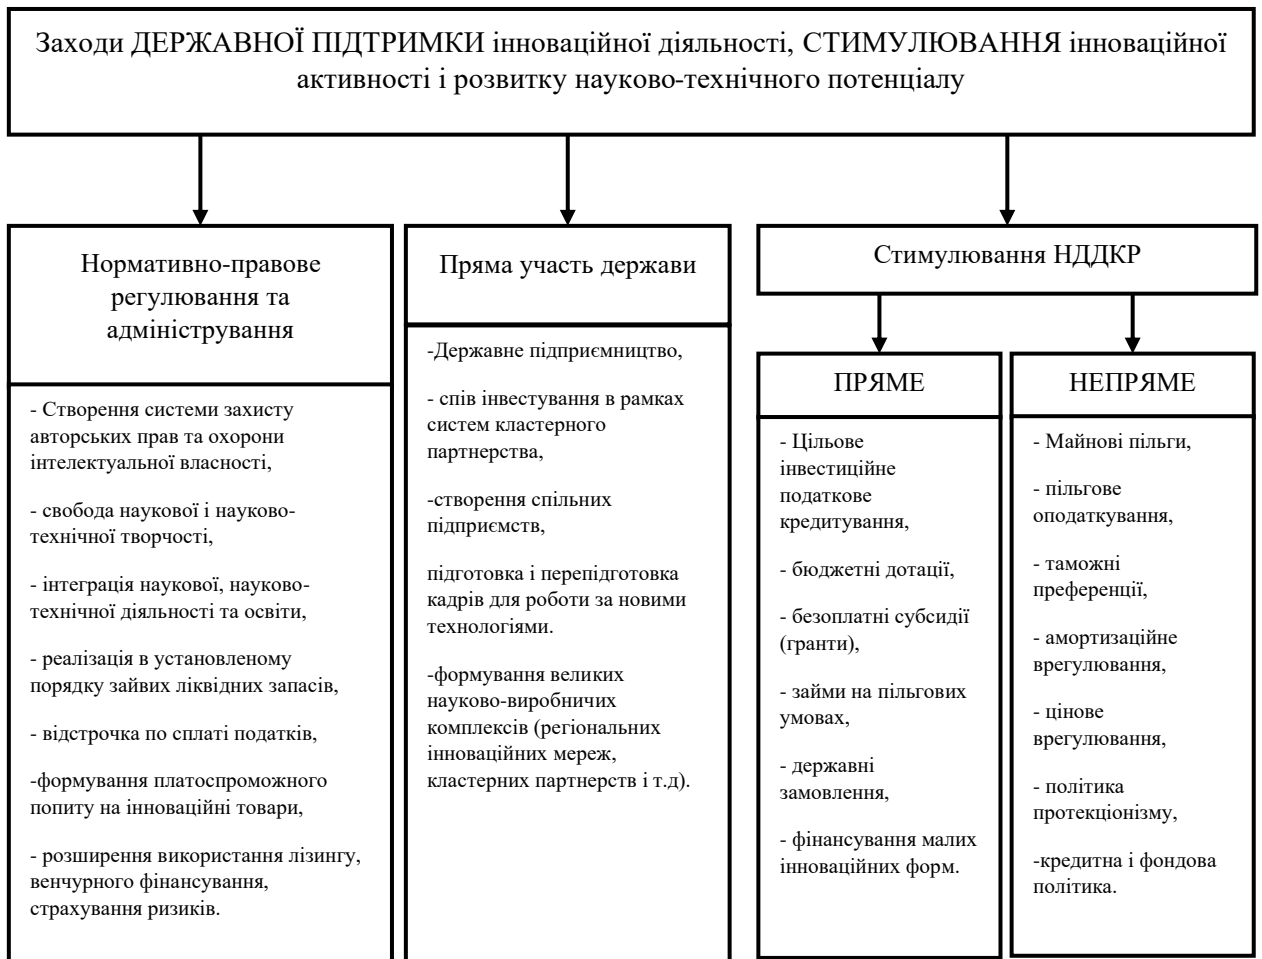 Заходи ДЕРЖАВНОЇ ПІДТРИМКИ інноваційної діяльності, СТИМУЛЮВАННЯ інноваційної
активності і розвитку науково-технічного потенціалу
Нормативно-правове
регулювання та
адміністрування
- Створення системи захисту
авторських прав та охорони
інтелектуальної власності,
- свобода наукової і науково-
технічної творчості,
- інтеграція наукової, науково-
технічної діяльності та освіти,
- реалізація в установленому
порядку зайвих ліквідних запасів,
- відстрочка по сплаті податків,
-формування платоспроможного
попиту на інноваційні товари,
- розширення використання лізингу,
венчурного фінансування,
страхування ризиків.
Пряма участь держави
-Державне підприємництво,
- спів інвестування в рамках
систем кластерного
партнерства,
-створення спільних
підприємств,
підготовка і перепідготовка
кадрів для роботи за новими
технологіями.
-формування великих
науково-виробничих
комплексів (регіональних
інноваційних мереж,
кластерних партнерств і т.д).
Стимулювання НДДКР
ПРЯМЕ
- Цільове
інвестиційне
податкове
кредитування,
- бюджетні дотації,
- безоплатні субсидії
(гранти),
- займи на пільгових
умовах,
- державні
замовлення,
- фінансування малих
інноваційних форм.
НЕПРЯМЕ
- Майнові пільги,
- пільгове
оподаткування,
- таможні
преференції,
- амортизаційне
врегулювання,
- цінове
врегулювання,
- політика
протекціонізму,
-кредитна і фондова
політика.